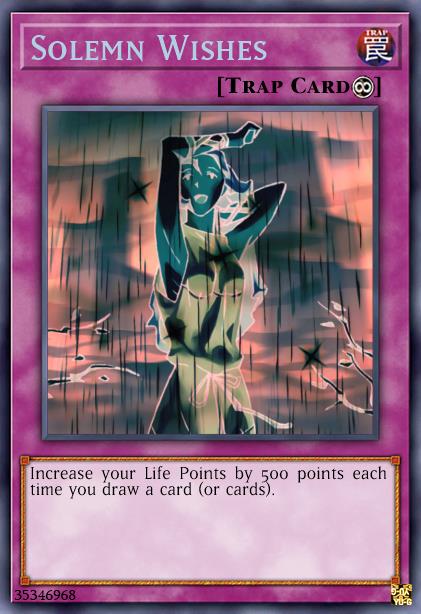 Solemn Wishes
TRAP
罠
[Trap Card]
Increase your Life Points by 500 points each
time you draw a card (or cards).
35346968